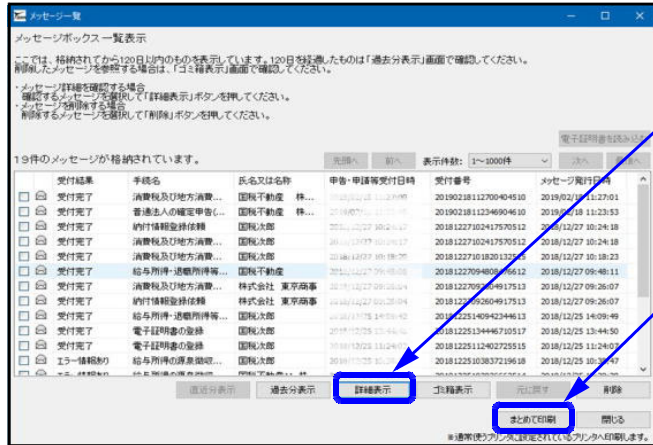 メッセージ一覧
メッセージボックス一覧表示
ここでは、格納されてから120日以内のものを表示しています。120日を経過したものは「過去分表示」画面で確認してください。
削除したメッセージを参照する場合は、「ゴミ箱表示」画面で確認してください。
・メッセージ詳細を確認する場合
確認するメッセージを選択して「詳細表示」ボタンを押してください。
・メッセージを削除する場合
削除するメッセージを選択して「削除」ボタンを押してください。
電子証明書を読み込む
19件のメッセージが格納されています。 先頭へ 前へ 表示件数: 1~1000件 次へ
受付結果 手続名 氏名又は名称 申告・申請等受付日時 受付番号 メッセージ発行日時
受付完了 消費税及び地方消費... 国税不動産 株... 20190218112700404510 2019/02/18 11:27:01
受付完了 普通法人の確定申告(... 国税不動産 株... 20190218112346904610 2019/02/18 11:23:53
受付完了 納付情報登録依頼 国税次郎 20181227102417570512 2018/12/27 10:24:18
受付完了 消費税及び地方消費... 国税次郎 20181227102417570512 2018/12/27 10:24:18
受付完了 消費税及び地方消費... 国税次郎 2018/12/27 10:18:23
受付完了 給与所得・退職所得等... 国税不動産 2018/12/27 09:48:11
受付完了 消費税及び地方消費... 株式会社 東京商事 2018/12/27 09:26:07
受付完了 納付情報登録依頼 株式会社 東京商事 2018/12/27 09:26:07
受付完了 給与所得・退職所得等... 国税次郎 20181225140942344613 2018/12/25 14:09:49
受付完了 電子証明書の登録 国税次郎 20181225134446710517 2018/12/25 13:44:50
受付完了 電子証明書の登録 国税次郎 20181225112402725515 2018/12/25 11:24:07
エラー情報あり 給与所得の源泉徴収... 国税次郎 20181225103837219618 2018/12/25 10:38:47
直近分表示 過去分表示 詳細表示 ゴミ箱表示 元に戻す 削除
まとめて印刷 閉じる
※通常使うプリンタに設定されているプリンタへ印刷します。